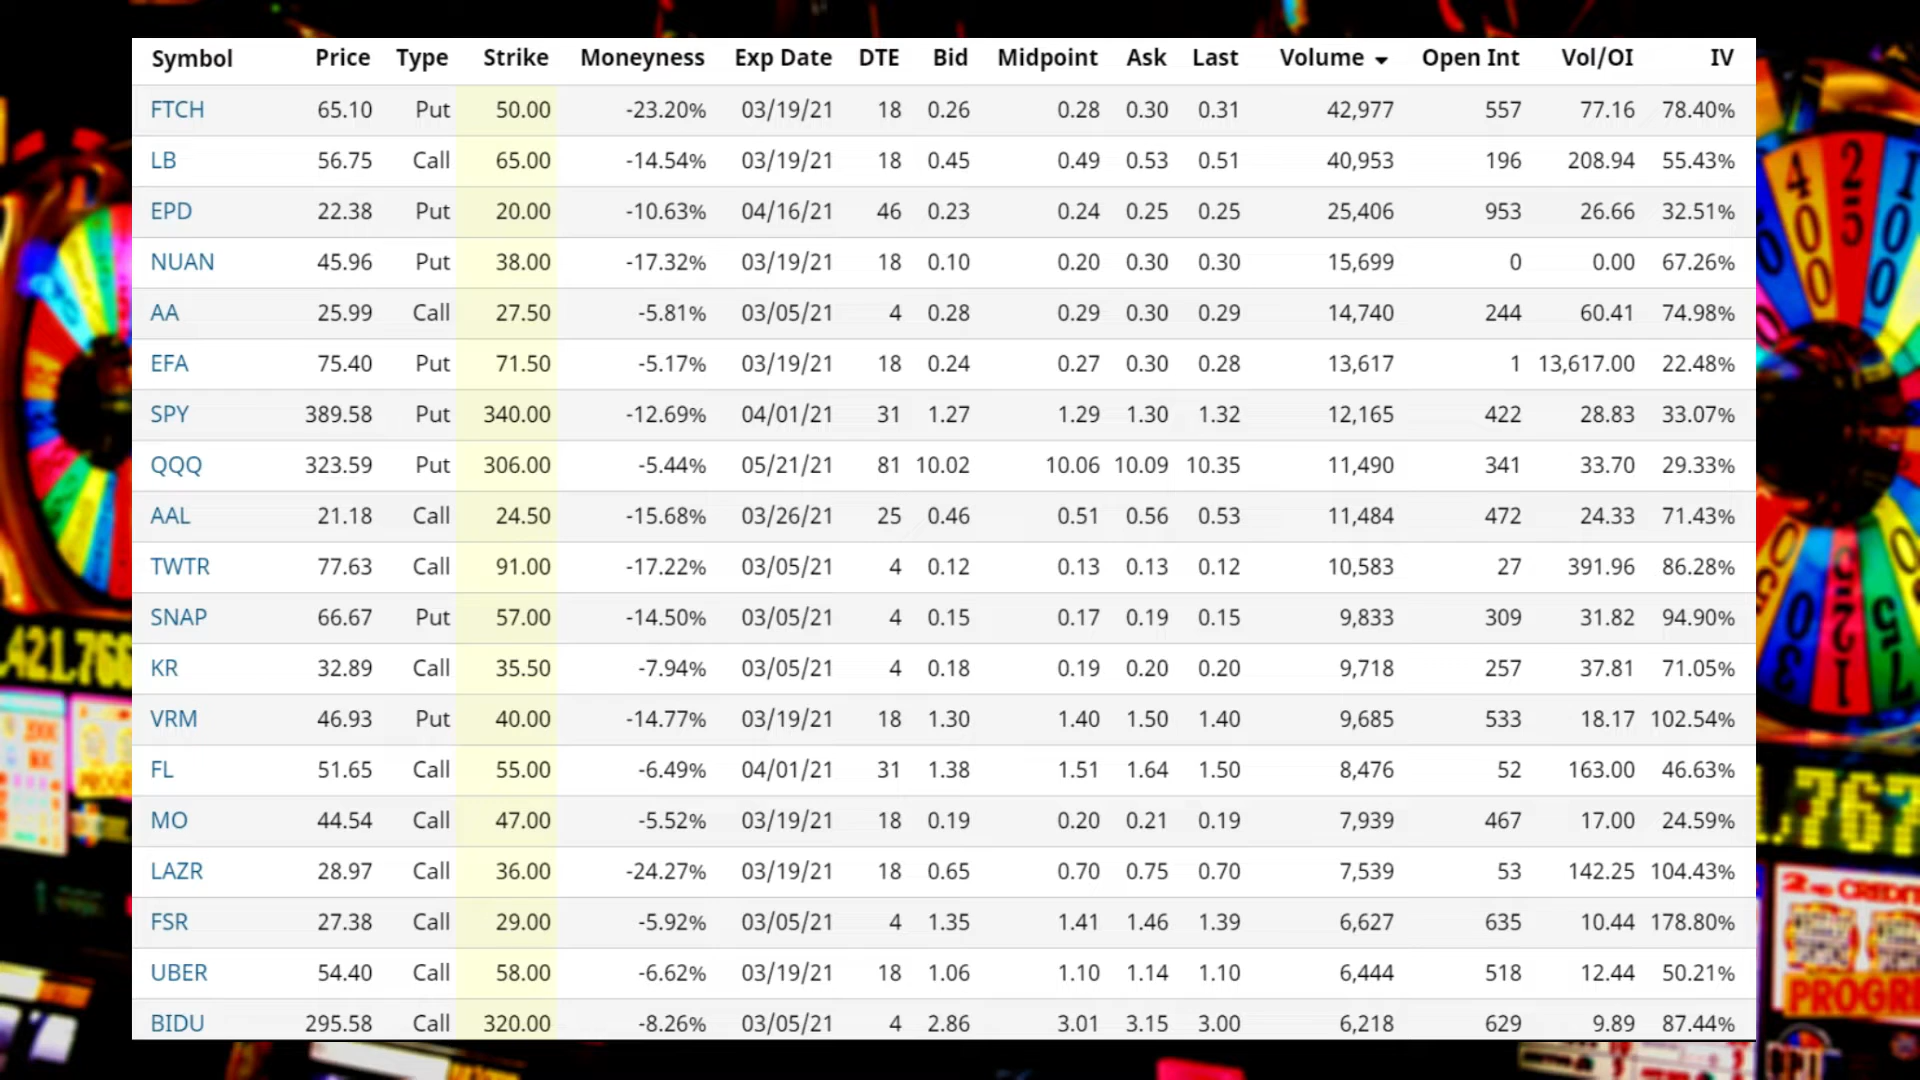 Symbol Price Type Strike Moneyness Exp Date DTE Bid Midpoint Ask Last Volume Open Int Vol/OI IV
FTCH 65.10 Put 50.00 -23.20% 03/19/21 18 0.26 0.28 0.30 0.31 42,977 557 77.16 78.40%
LB 56.75 Call 65.00 -14.54% 03/19/21 18 0.45 0.49 0.53 0.51 40,953 196 208.94 55.43%
EPD 22.38 Put 20.00 -10.63% 04/16/21 46 0.23 0.24 0.25 0.25 25,406 953 26.66 32.51%
NUAN 45.96 Put 38.00 -17.32% 03/19/21 18 0.10 0.20 0.30 0.30 15,699 0 0.00 67.26%
AA 25.99 Call 27.50 -5.81% 03/05/21 4 0.28 0.29 0.30 0.29 14,740 244 60.41 74.98%
EFA 75.40 Put 71.50 -5.17% 03/19/21 18 0.24 0.27 0.30 0.28 13,617 1 13,617.00 22.48%
SPY 389.58 Put 340.00 -12.69% 04/01/21 31 1.27 1.29 1.30 1.32 12,165 422 28.83 33.07%
QQQ 323.59 Put 306.00 -5.44% 05/21/21 81 10.02 10.06 10.09 10.35 11,490 341 33.70 29.33%
AAL 21.18 Call 24.50 -15.68% 03/26/21 25 0.46 0.51 0.56 0.53 11,484 472 24.33 71.43%
TWTR 77.63 Call 91.00 -17.22% 03/05/21 4 0.12 0.13 0.13 0.12 10,583 27 391.96 86.28%
SNAP 66.67 Put 57.00 -14.50% 03/05/21 4 0.15 0.17 0.19 0.15 9,833 309 31.82 94.90%
KR 32.89 Call 35.50 -7.94% 03/05/21 4 0.18 0.19 0.20 0.20 9,718 257 37.81 71.05%
VRM 46.93 Put 40.00 -14.77% 03/19/21 18 1.30 1.40 1.50 1.40 9,685 533 18.17 102.54%
FL 51.65 Call 55.00 -6.49% 04/01/21 31 1.38 1.51 1.64 1.50 8,476 52 163.00 46.63%
MO 44.54 Call 47.00 -5.52% 03/19/21 18 0.19 0.20 0.21 0.19 7,939 467 17.00 24.59%
LAZR 28.97 Call 36.00 -24.27% 03/19/21 18 0.65 0.70 0.75 0.70 7,539 53 142.25 104.43%
FSR 27.38 Call 29.00 -5.92% 03/05/21 4 1.35 1.41 1.46 1.39 6,627 635 10.44 178.80%
UBER 54.40 Call 58.00 -6.62% 03/19/21 18 1.06 1.10 1.14 1.10 6,444 518 12.44 50.21%
BIDU 295.58 Call 320.00 -8.26% 03/05/21 4 2.86 3.01 3.15 3.00 6,218 629 9.89 87.44%